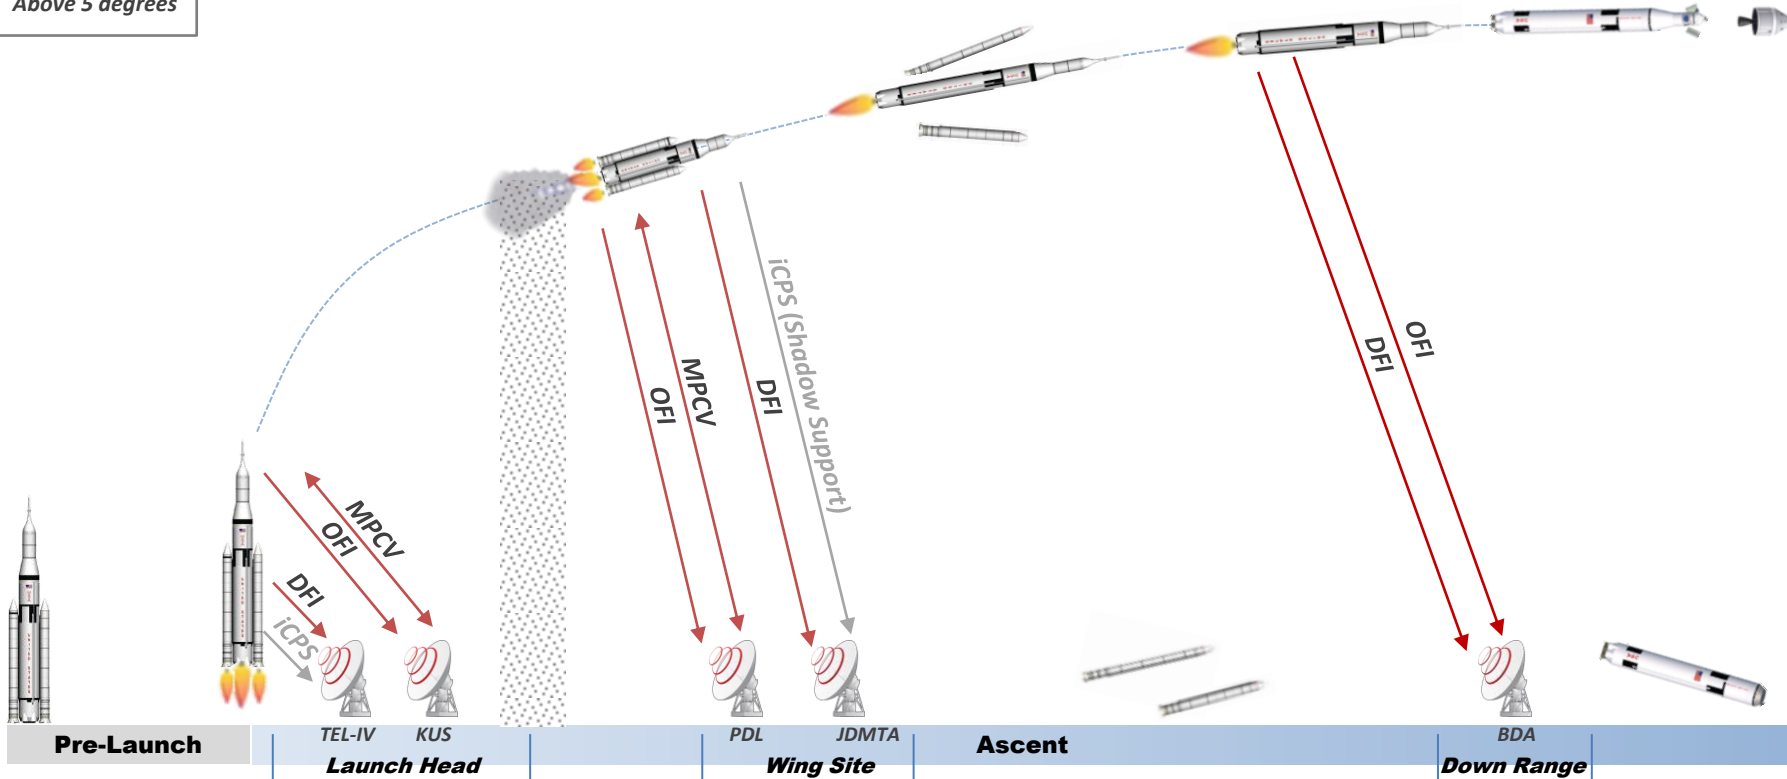 Above 5 degrees
iCPS (Shadow Support)
OFI
MPCV
DFI
OFI
DFI
MPCV
OFI
DFI
iCPS
TEL-IV
KUS
PDL
JDMTA
BDA
Pre-Launch
Ascent
Launch Head
Wing Site
Down Range